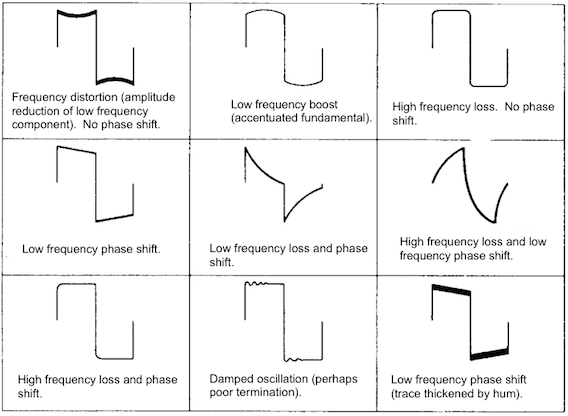 Frequency distortion (amplitude
reduction of low frequency
component).  No phase shift.
Low frequency boost
(accentuated fundamental).
High frequency loss.  No phase
shift.
Low frequency phase shift.
Low frequency loss and phase
shift.
High frequency loss and low
frequency phase shift.
High frequency loss and phase
shift.
Damped oscillation (perhaps
poor termination).
Low frequency phase shift
(trace thickened by hum).